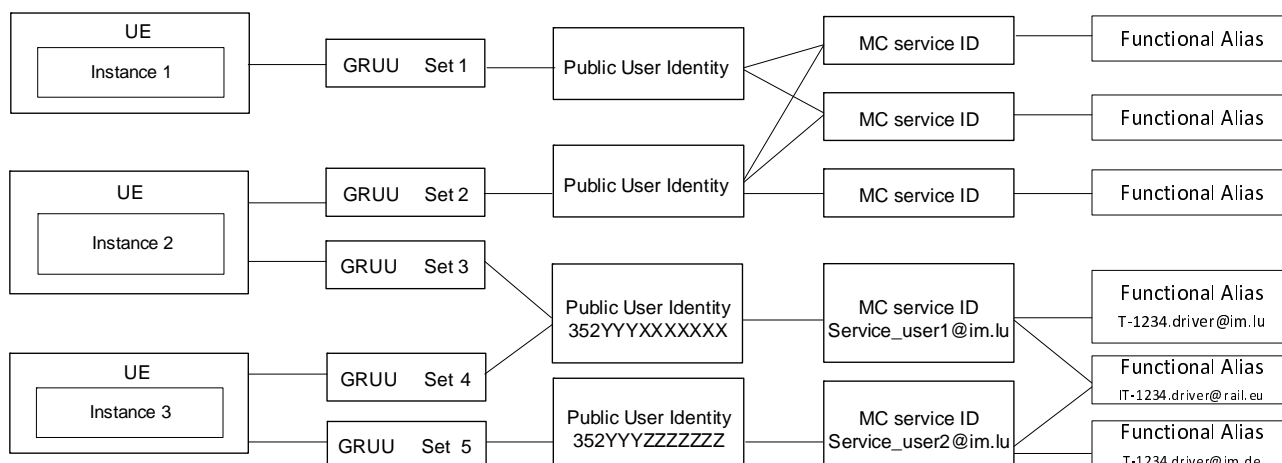 UE
Instance 1
GRUU Set 1
Public User Identity
MC service ID
Functional Alias
MC service ID
Functional Alias
UE
Instance 2
GRUU Set 2
Public User Identity
MC service ID
Functional Alias
GRUU Set 3
Public User Identity
352YYYXXXXXXX
MC service ID
Service_user1@im.lu
Functional Alias
T-1234.driver@im.lu
UE
Instance 3
GRUU Set 4
Functional Alias
IT-1234.driver@rail.eu
GRUU Set 5
Public User Identity
352YYYZZZZZZZ
MC service ID
Service_user2@im.lu
Functional Alias
T-1234.driver@im.de